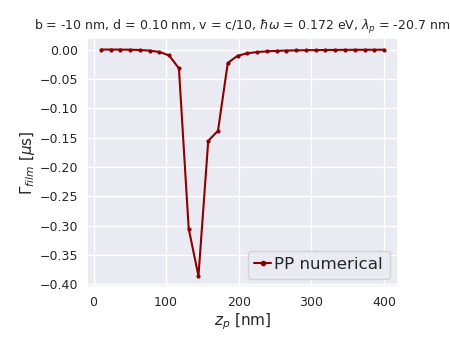 b = -10 nm, d = 0.10 nm, v = c/10, ℏω = 0.172 eV, λₚ = -20.7 nm
0.00
−0.05
−0.10
−0.15
−0.20
−0.25
−0.30
−0.35
−0.40
Γ_film [μs]
PP numerical
0 100 200 300 400
zₚ [nm]